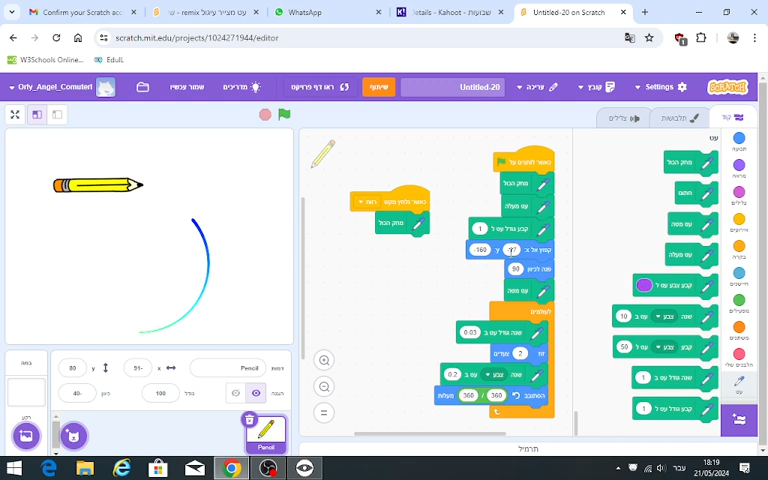 Confirm your Scratch acc
עט מצייר עיגול remix - שי
WhatsApp
שבועות - Details - Kahoot
Untitled-20 on Scratch
scratch.mit.edu/projects/1024271944/editor
W3Schools Online...
EduIL
Settings
קובץ
עריכה
Untitled-20
שיתוף
ראו דף פרויקט
מדריכים
שמור עכשיו
Orly_Angel_Comuterl
קוד
תלבושות
צלילים
תנועה
מראה
צלילים
אירועים
בקרה
חיישנים
מפעילים
משתנים
הלבנים שלי
עט
עט
מחק הכול
חותם
עט מטה
עט מעלה
קבע צבע עט ל
שנה צבע עט ב 10
קבע צבע עט ל 50
שנה גודל עט ב 1
קבע גודל עט ל 1
כאשר לוחצים על
מחק הכול
עט מעלה
קבע גודל עט ל 1
קפוץ אל x: y: -160
פנה לכיוון 90
עט מטה
לעולמים
שנה גודל עט ב 0.03
זוז 2 צעדים
שנה צבע עט ב 0.2
הסתובב 360 / 360 מעלות
כאשר נלחץ מקש רווח
מחק הכול
דמות
Pencil
x 91-
y 80
גודל 100
כיוון 40-
Pencil
במה
רקע
תרמיל
עבר
18:19
21/05/2024